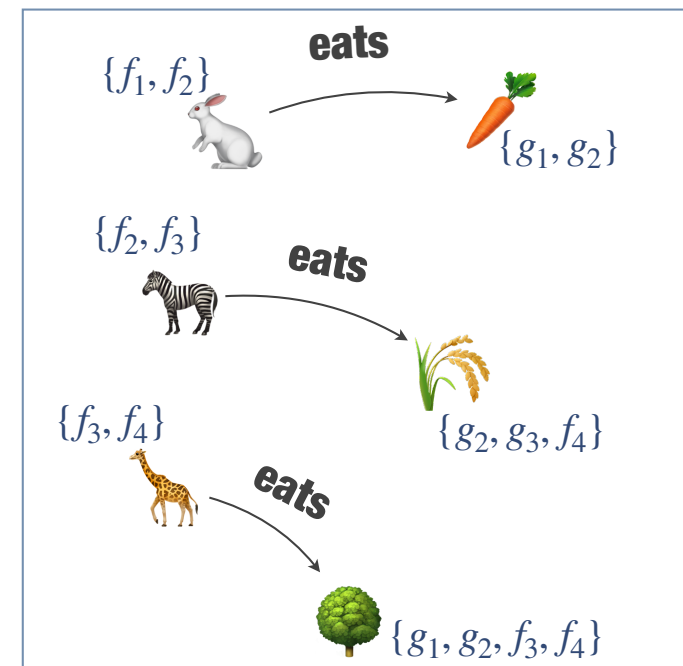 eats
{f₁, f₂}
{g₁, g₂}
{f₂, f₃}
eats
{g₂, g₃, f₄}
{f₃, f₄}
eats
{g₁, g₂, f₃, f₄}